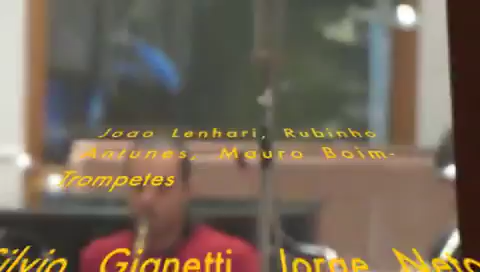 Joao Lenhari, Rubinho
Antunes, Mauro Boim-
Trompetes
Silvio Gianetti, Jorge Neto